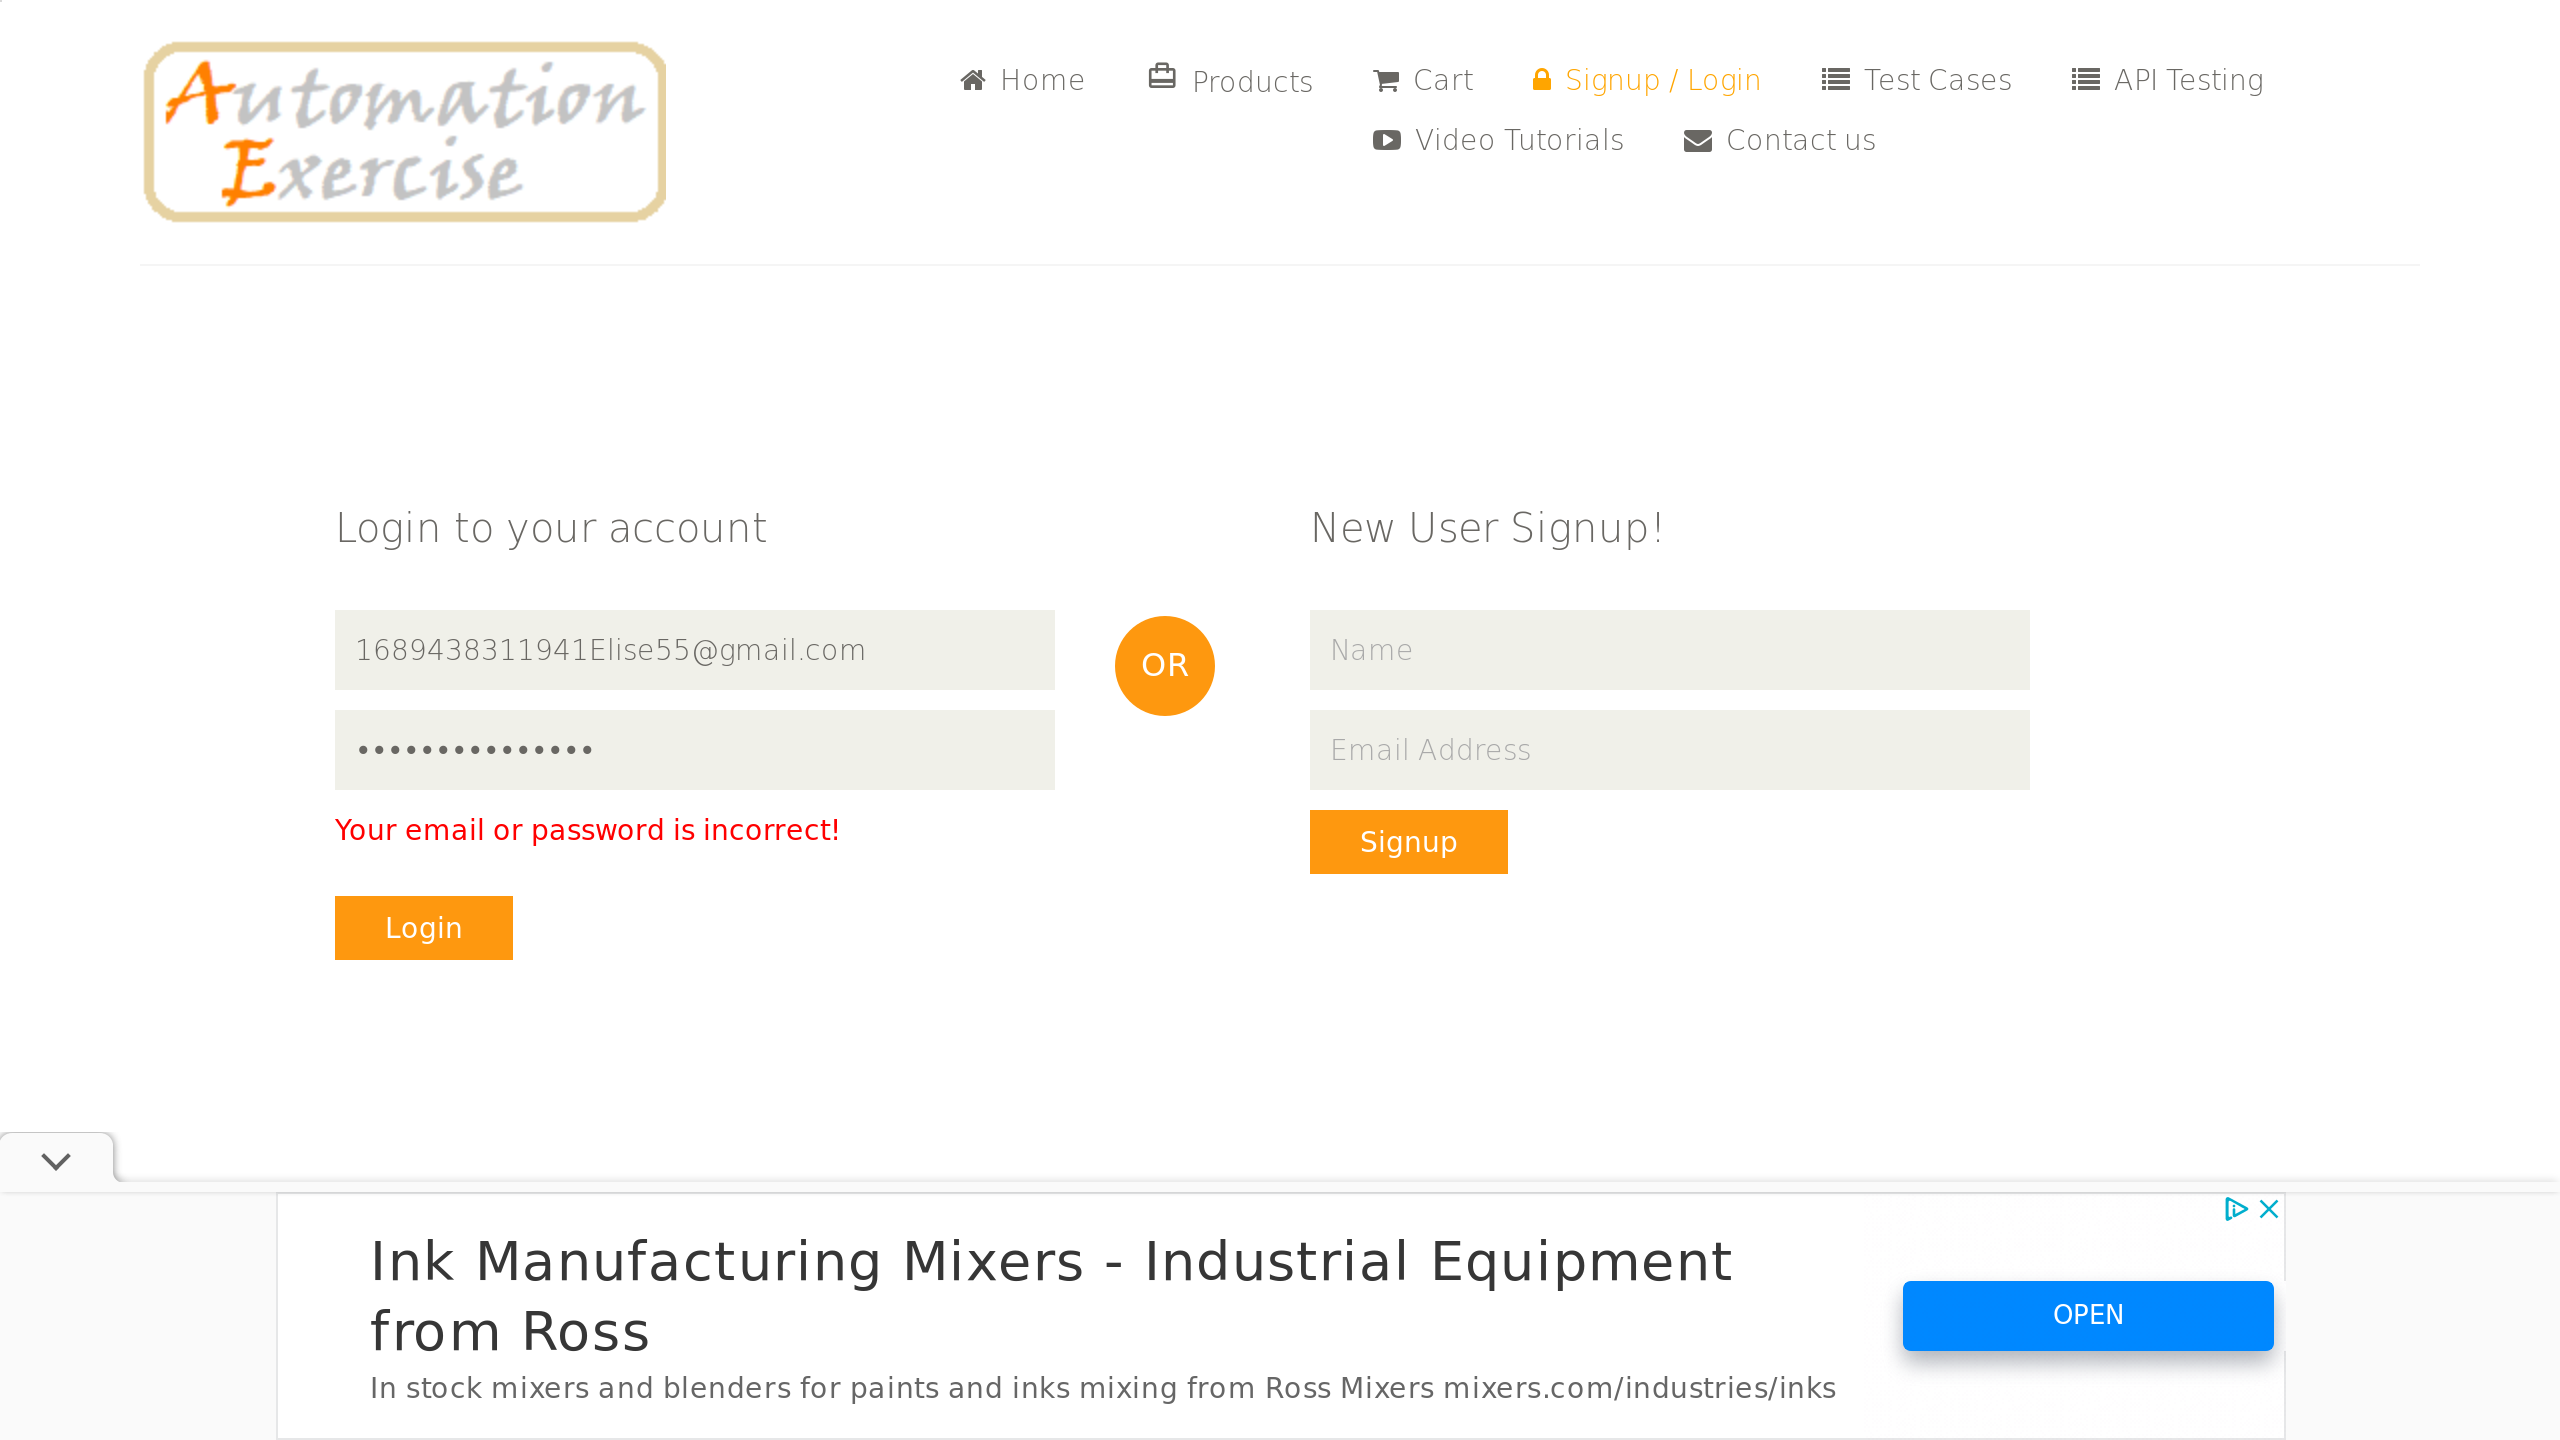 Automation
Exercise
Home
Products
Cart
Signup / Login
Test Cases
API Testing
Video Tutorials
Contact us
Login to your account
1689438311941Elise55@gmail.com
•••••••••••••••
Your email or password is incorrect!
Login
OR
New User Signup!
Name
Email Address
Signup
Ink Manufacturing Mixers - Industrial Equipment
from Ross
In stock mixers and blenders for paints and inks mixing from Ross Mixers mixers.com/industries/inks
OPEN